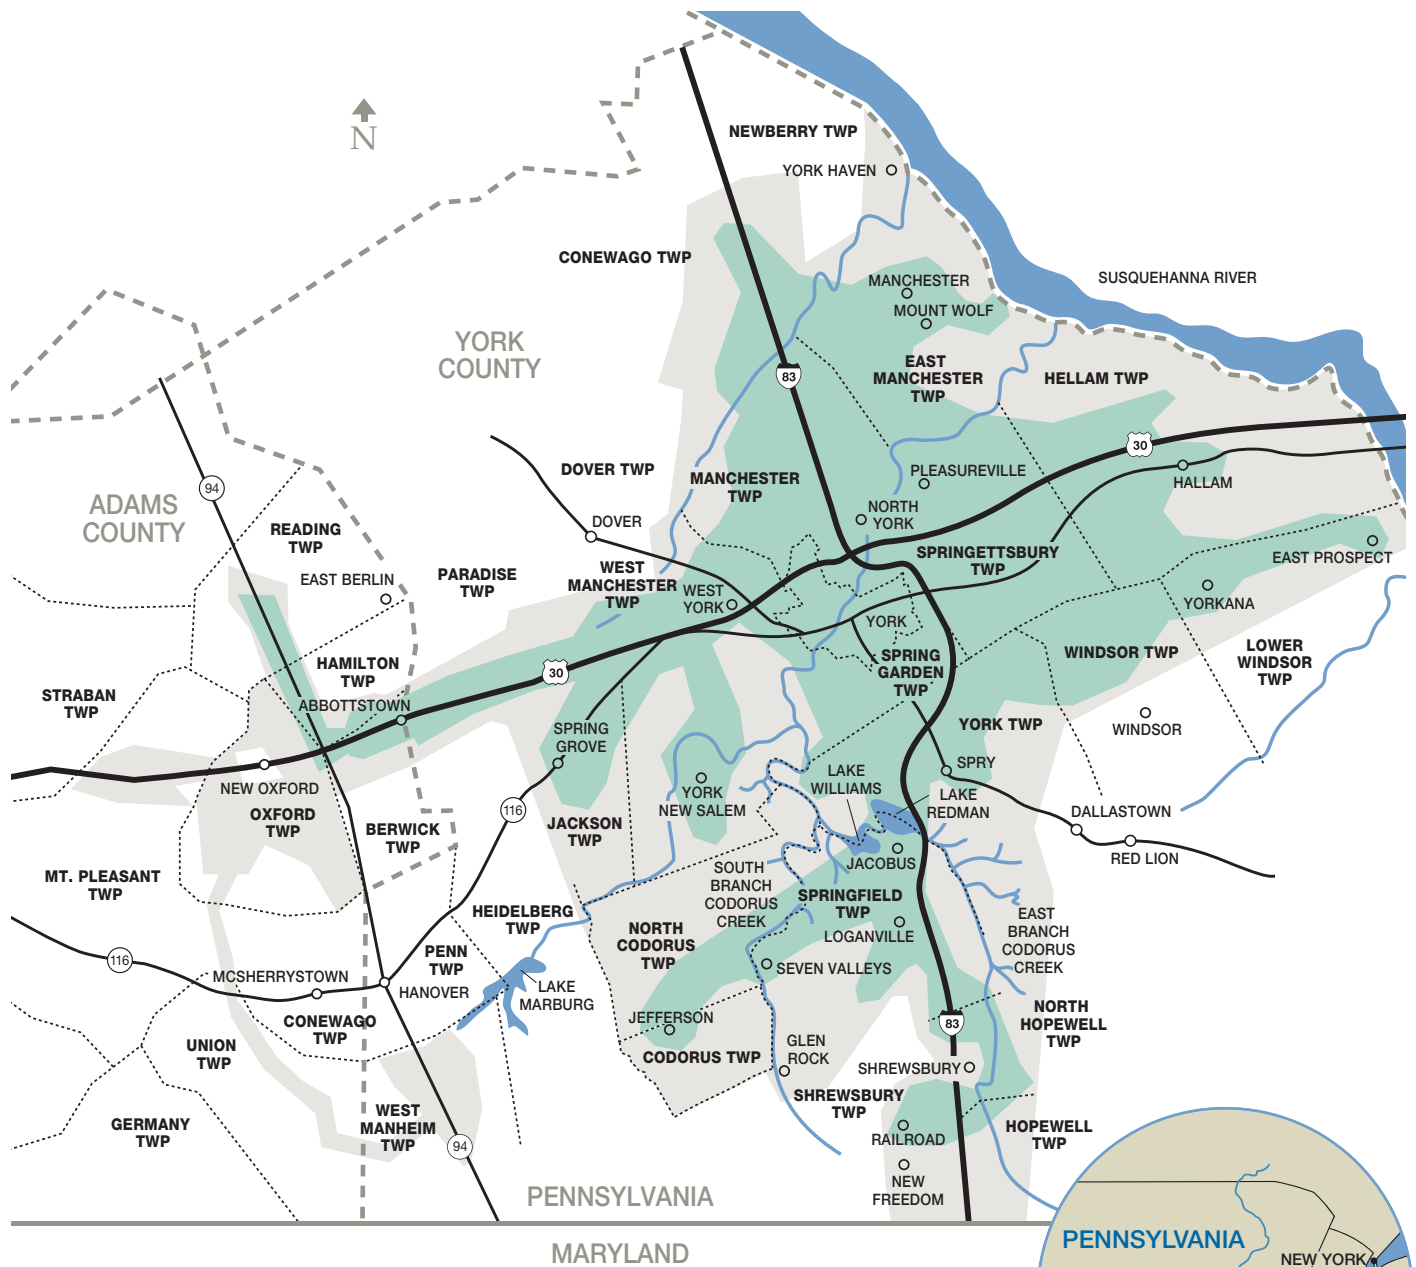 NEWBERRY TWP
YORK HAVEN
N
CONEWAGO TWP
SUSQUEHANNA RIVER
MANCHESTER
MOUNT WOLF
YORK
COUNTY
EAST
MANCHESTER
TWP
HELLAM TWP
83
30
DOVER TWP
MANCHESTER
TWP
PLEASUREVILLE
HALLAM
94
ADAMS
COUNTY
DOVER
NORTH
YORK
READING
TWP
SPRINGETTSBURY
TWP
EAST PROSPECT
EAST BERLIN
PARADISE
TWP
WEST
MANCHESTER
TWP
WEST
YORK
YORKANA
YORK
HAMILTON
TWP
SPRING
GARDEN
TWP
WINDSOR TWP
LOWER
WINDSOR
TWP
30
STRABAN
TWP
ABBOTTSTOWN
SPRING
GROVE
YORK TWP
WINDSOR
NEW OXFORD
OXFORD
TWP
YORK
NEW SALEM
LAKE
WILLIAMS
SPRY
LAKE
REDMAN
DALLASTOWN
RED LION
116
BERWICK
TWP
JACKSON
TWP
MT. PLEASANT
TWP
JACOBUS
SOUTH
BRANCH
CODORUS
CREEK
SPRINGFIELD
TWP
HEIDELBERG
TWP
NORTH
CODORUS
TWP
LOGANVILLE
EAST
BRANCH
CODORUS
CREEK
116
PENN
TWP
MCSHERRYSTOWN
HANOVER
LAKE
MARBURG
SEVEN VALLEYS
CONEWAGO
TWP
JEFFERSON
83
NORTH
HOPEWELL
TWP
UNION
TWP
CODORUS TWP
GLEN
ROCK
SHREWSBURY
SHREWSBURY
TWP
GERMANY
TWP
WEST
MANHEIM
TWP
94
RAILROAD
HOPEWELL
TWP
NEW
FREEDOM
PENNSYLVANIA
MARYLAND
PENNSYLVANIA
NEW YORK